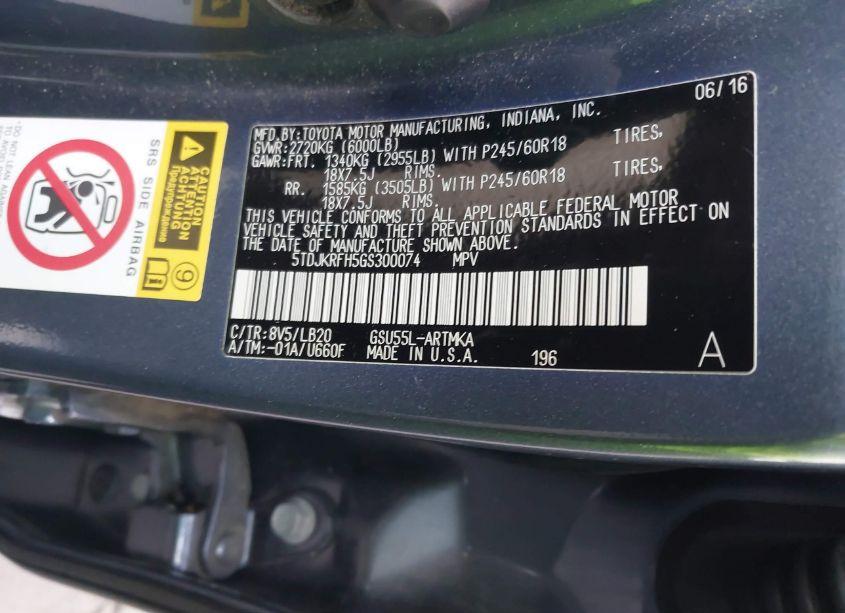 06/16
MFD.BY:TOYOTA MOTOR MANUFACTURING, INDIANA, INC.
GVWR:2720KG (6000LB)
GAWR:FRT. 1340KG (2955LB) WITH P245/60R18 TIRES,
18X7.5J RIMS.
RR. 1585KG (3505LB) WITH P245/60R18 TIRES,
18X7.5J RIMS.
THIS VEHICLE CONFORMS TO ALL APPLICABLE FEDERAL MOTOR
VEHICLE SAFETY AND THEFT PREVENTION STANDARDS IN EFFECT ON
THE DATE OF MANUFACTURE SHOWN ABOVE.
5TDJKRFH5GS300074 MPV
C/TR:8V5/LB20 GSU55L-ARTMKA
A/TM:-01A/U660F MADE IN U.S.A. 196
A
CAUTION
ATTENTION
ACHTUNG
Предупреждение
9
SRS SIDE AIRBAG